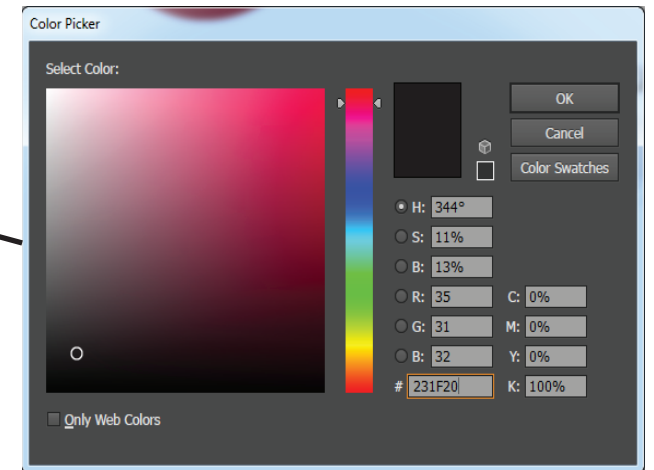 Color Picker
Select Color:
OK
Cancel
Color Swatches
H: 344°
S: 11%
B: 13%
R: 35 C: 0%
G: 31 M: 0%
B: 32 Y: 0%
# 231F20 K: 100%
Only Web Colors